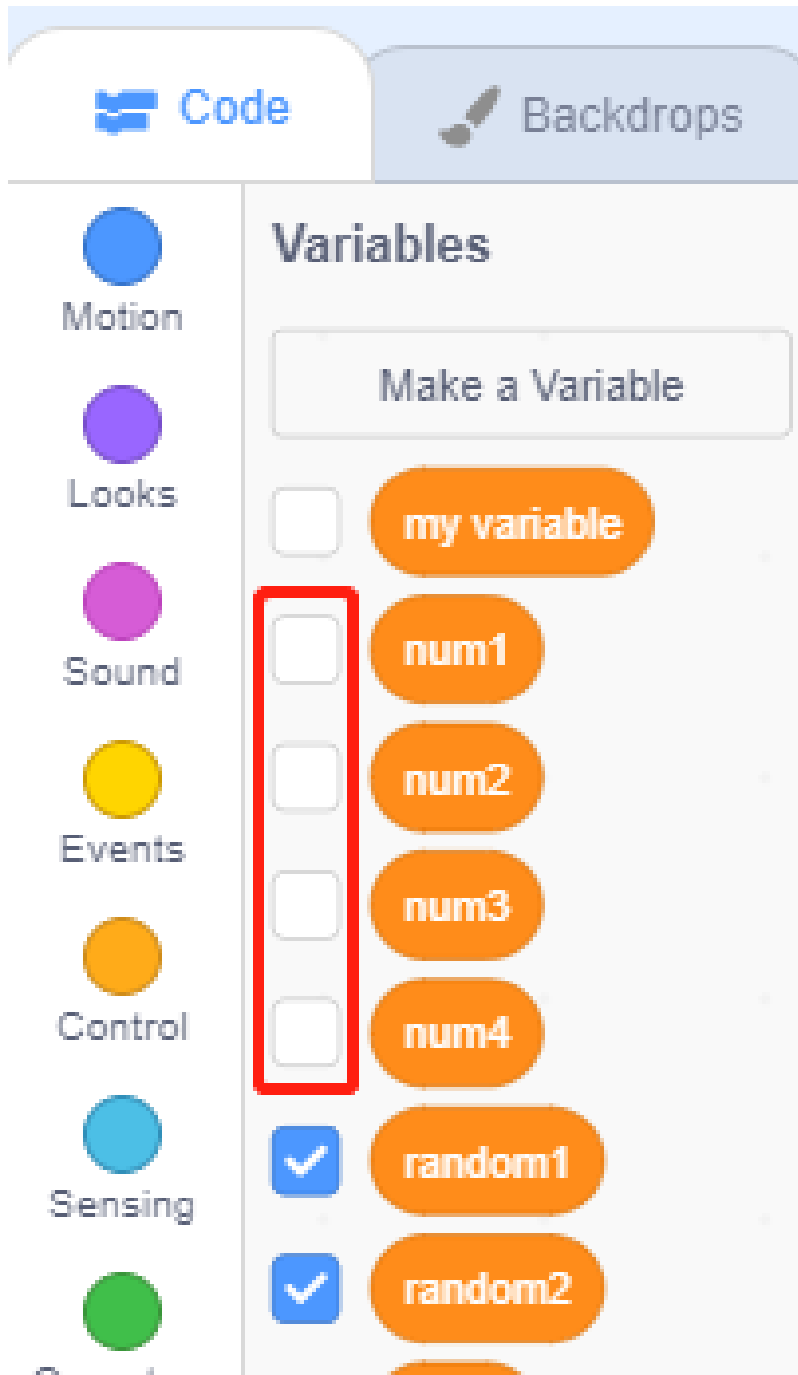 Code
Backdrops
Motion
Looks
Sound
Events
Control
Sensing
Variables
Make a Variable
my variable
num1
num2
num3
num4
random1
random2